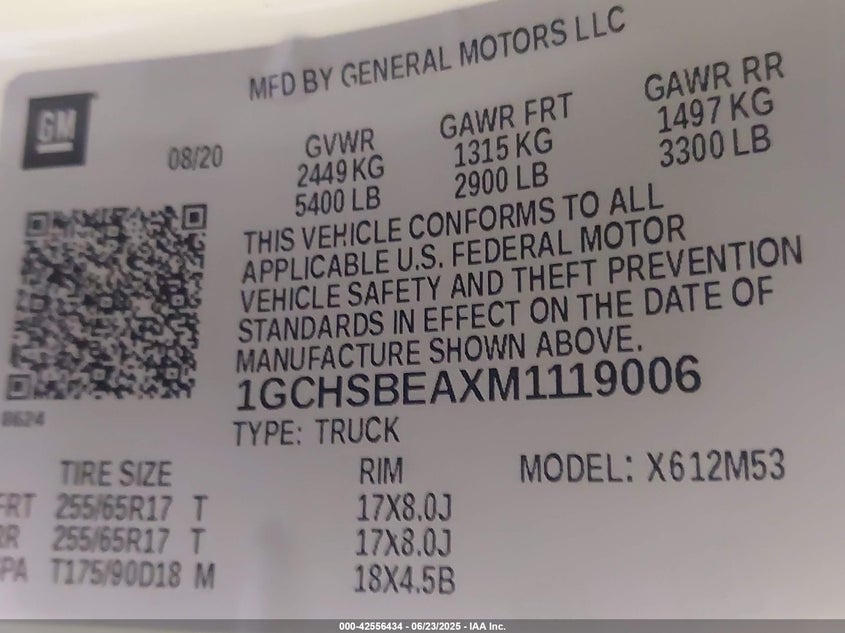 MFD BY GENERAL MOTORS LLC
GM
08/20
GVWR GAWR FRT GAWR RR
2449 KG 1315 KG 1497 KG
5400 LB 2900 LB 3300 LB
THIS VEHICLE CONFORMS TO ALL
APPLICABLE U.S. FEDERAL MOTOR
VEHICLE SAFETY AND THEFT PREVENTION
STANDARDS IN EFFECT ON THE DATE OF
MANUFACTURE SHOWN ABOVE.
1GCHSBEAXM1119006
8624
TYPE: TRUCK
TIRE SIZE RIM MODEL: X612M53
FRT 255/65R17 T 17X8.0J
RR 255/65R17 T 17X8.0J
SPA T175/90D18 M 18X4.5B
000-42556434 - 06/23/2025 - IAA Inc.